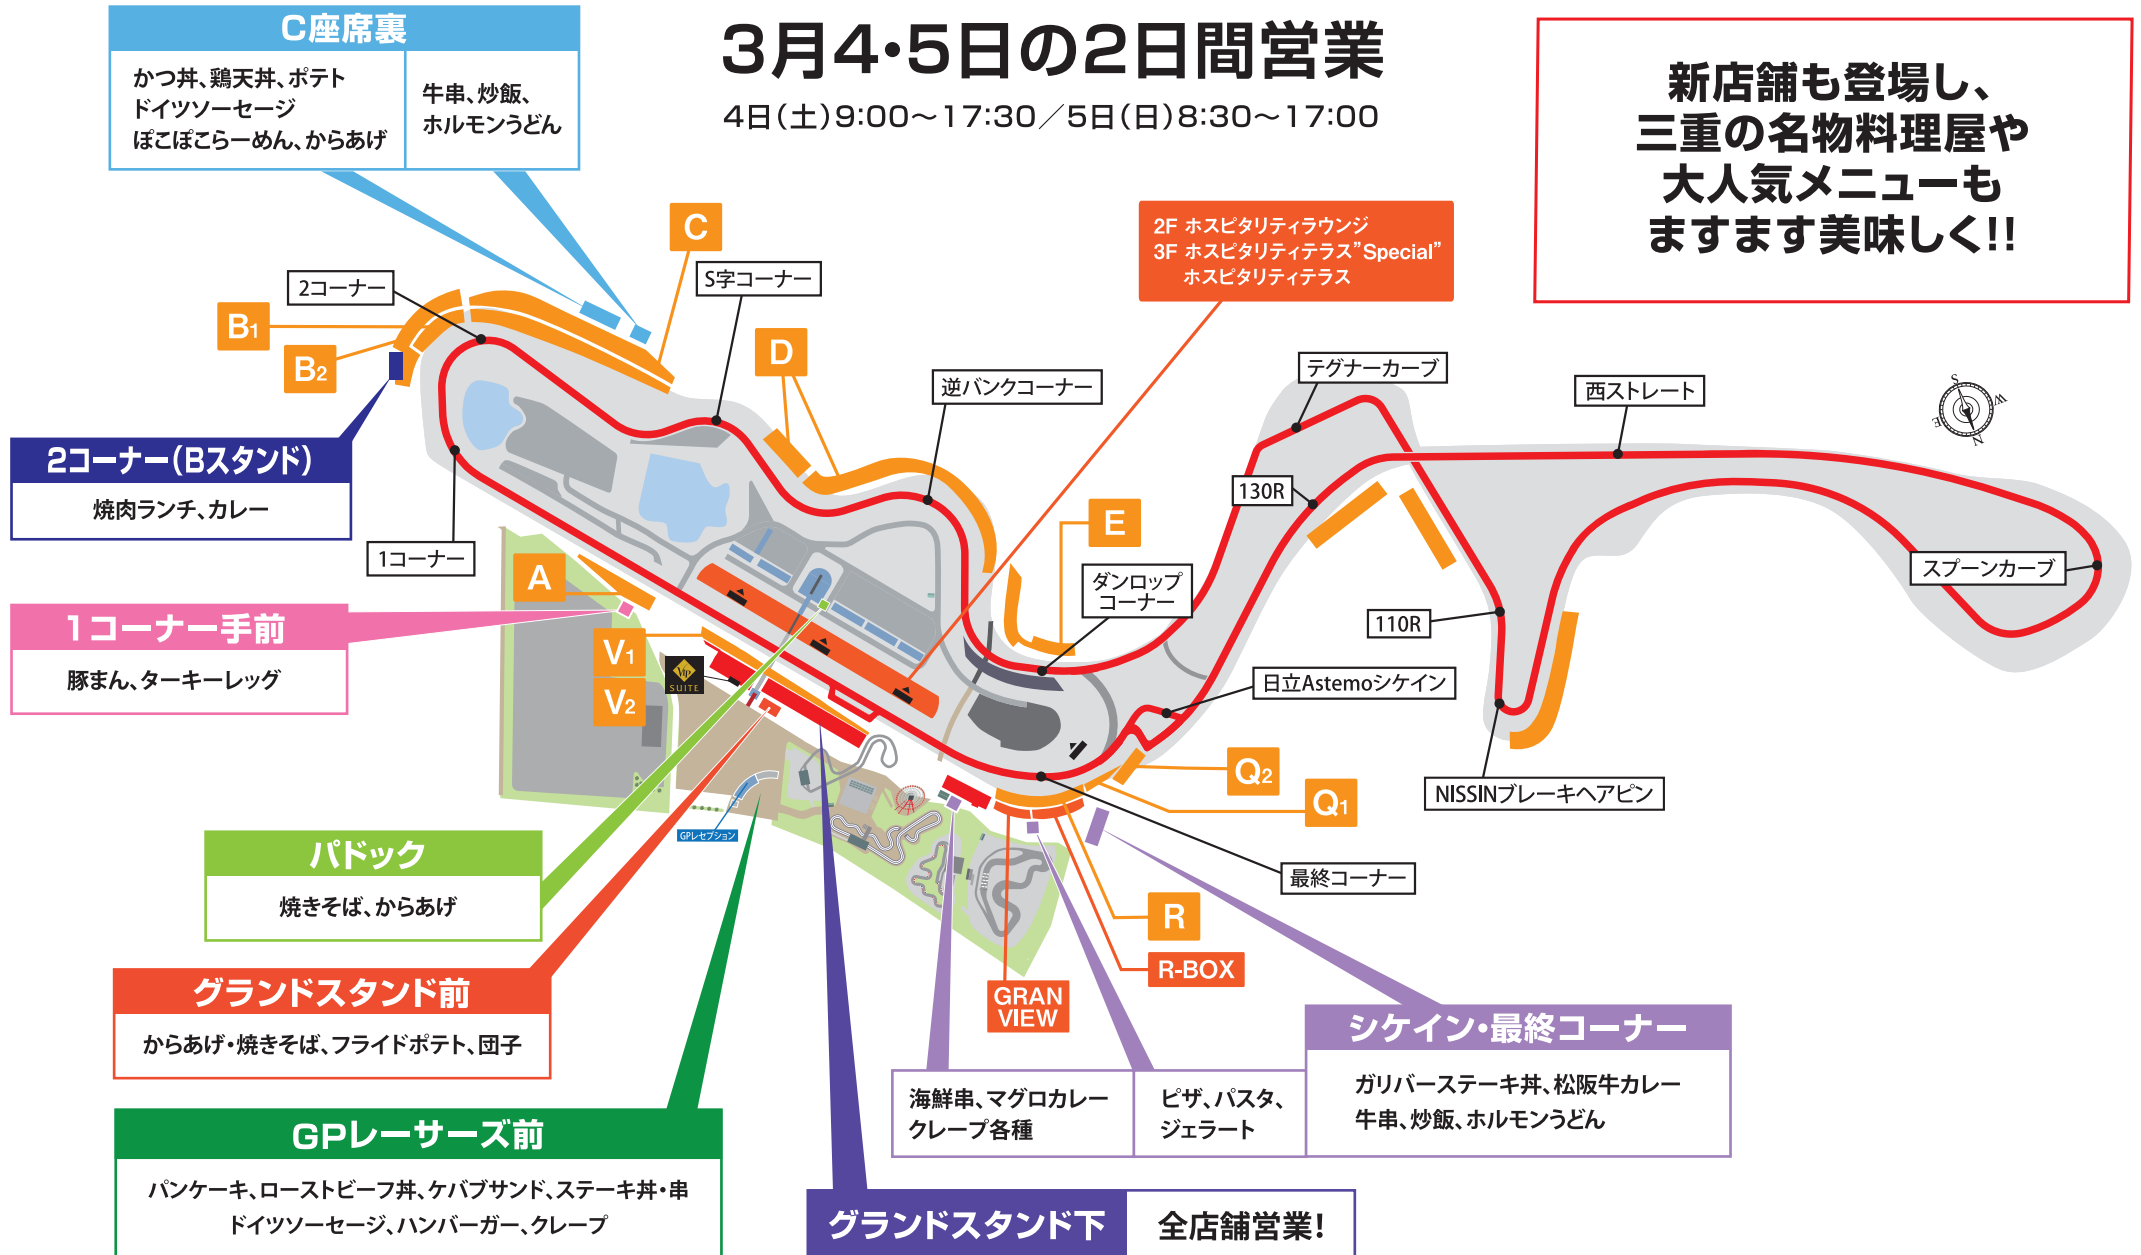 C座席裏
かつ丼、鶏天丼、ポテト
ドイツソーセージ
ぽこぽこらーめん、からあげ
牛串、炒飯、
ホルモンうどん
3月4・5日の2日間営業
4日(土)9:00〜17:30／5日(日)8:30〜17:00
新店舗も登場し、
三重の名物料理屋や
大人気メニューも
ますます美味しく!!
2F ホスピタリティラウンジ
3F ホスピタリティテラス”Special”
ホスピタリティテラス
C
S字コーナー
2コーナー
B1
B2
D
逆バンクコーナー
テグナーカーブ
西ストレート
S
W
E
N
2コーナー(Bスタンド)
焼肉ランチ、カレー
1コーナー
130R
E
ダンロップ
コーナー
スプーンカーブ
A
110R
1コーナー手前
豚まん、ターキーレッグ
V1
V2
VIP
SUITE
日立Astemoシケイン
Q2
Q1
NISSINブレーキヘアピン
GPレセプション
最終コーナー
パドック
焼きそば、からあげ
R
R-BOX
GRAN
VIEW
グランドスタンド前
からあげ・焼きそば、フライドポテト、団子
シケイン・最終コーナー
ガリバーステーキ丼、松阪牛カレー
牛串、炒飯、ホルモンうどん
海鮮串、マグロカレー
クレープ各種
ピザ、パスタ、
ジェラート
GPレーサーズ前
パンケーキ、ローストビーフ丼、ケバブサンド、ステーキ丼・串
ドイツソーセージ、ハンバーガー、クレープ
グランドスタンド下
全店舗営業!